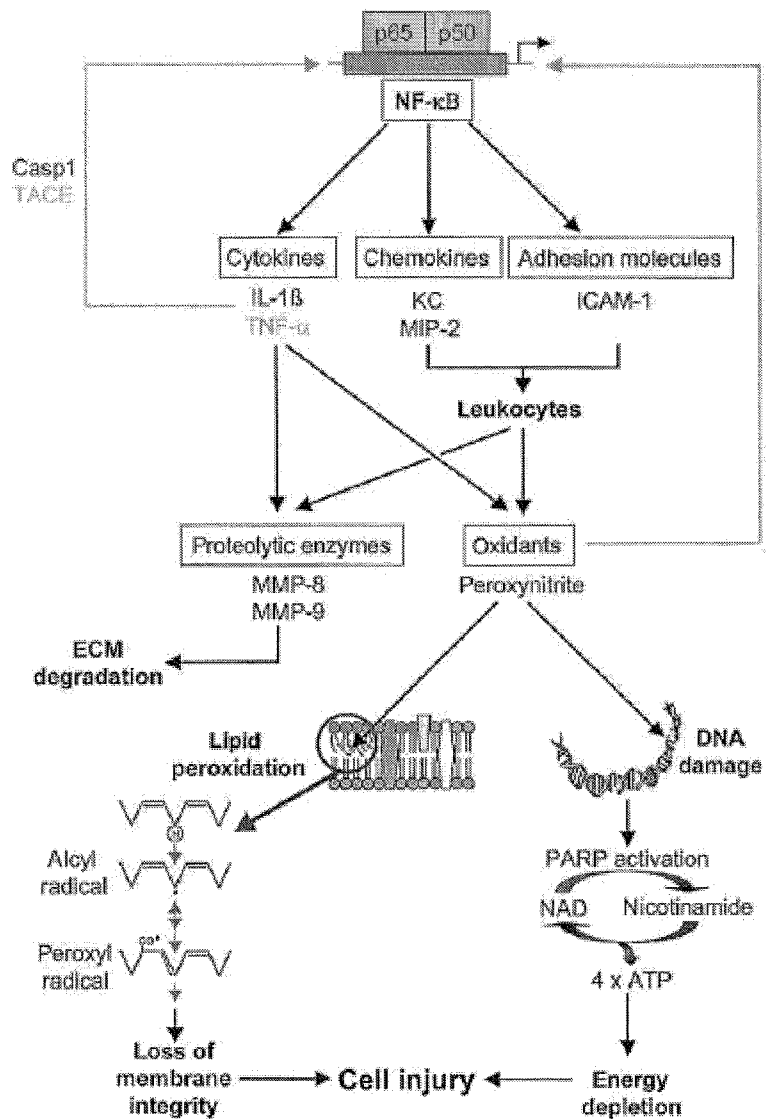 p65 p50
NF-κB
Casp1
TACE
Cytokines
Chemokines
Adhesion molecules
IL-1ß
TNF-α
KC
MIP-2
ICAM-1
Leukocytes
Proteolytic enzymes
Oxidants
MMP-8
MMP-9
Peroxynitrite
ECM
degradation
Lipid
peroxidation
DNA
damage
H
Alcyl
radical
PARP activation
NAD
Nicotinamide
Peroxyl
radical
4 x ATP
Loss of
membrane
integrity
Cell injury
Energy
depletion